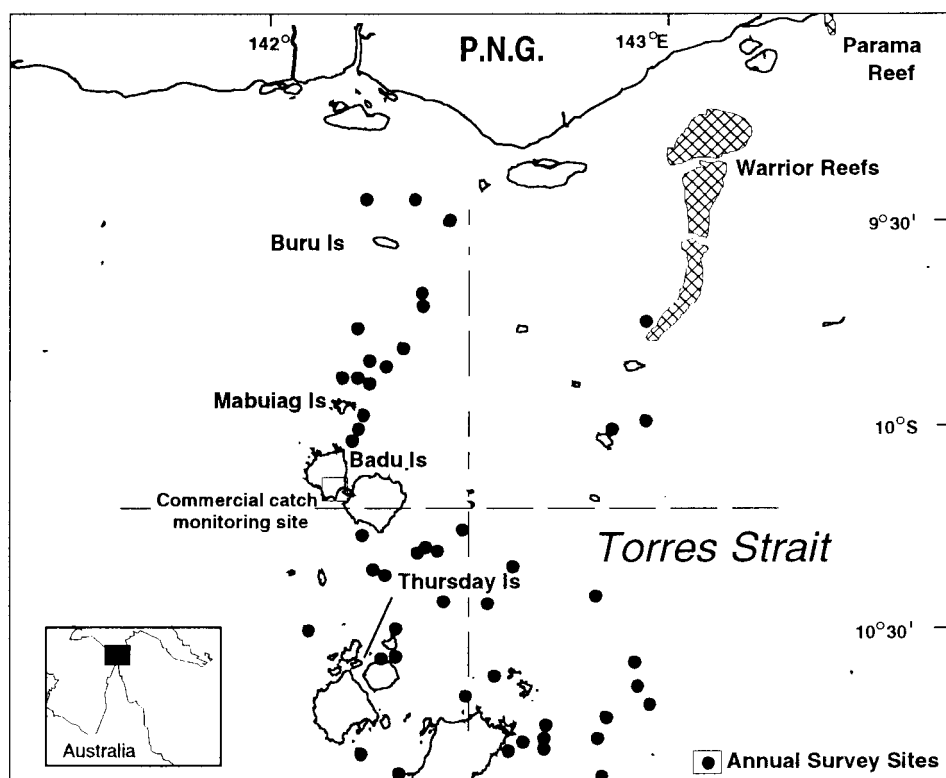 142°
P.N.G.
143°E
Parama
Reef
Warrior Reefs
9°30'
Buru Is
Mabuiag Is
10°S
Badu Is
Commercial catch
monitoring site
Torres Strait
Thursday Is
10°30'
Australia
Annual Survey Sites